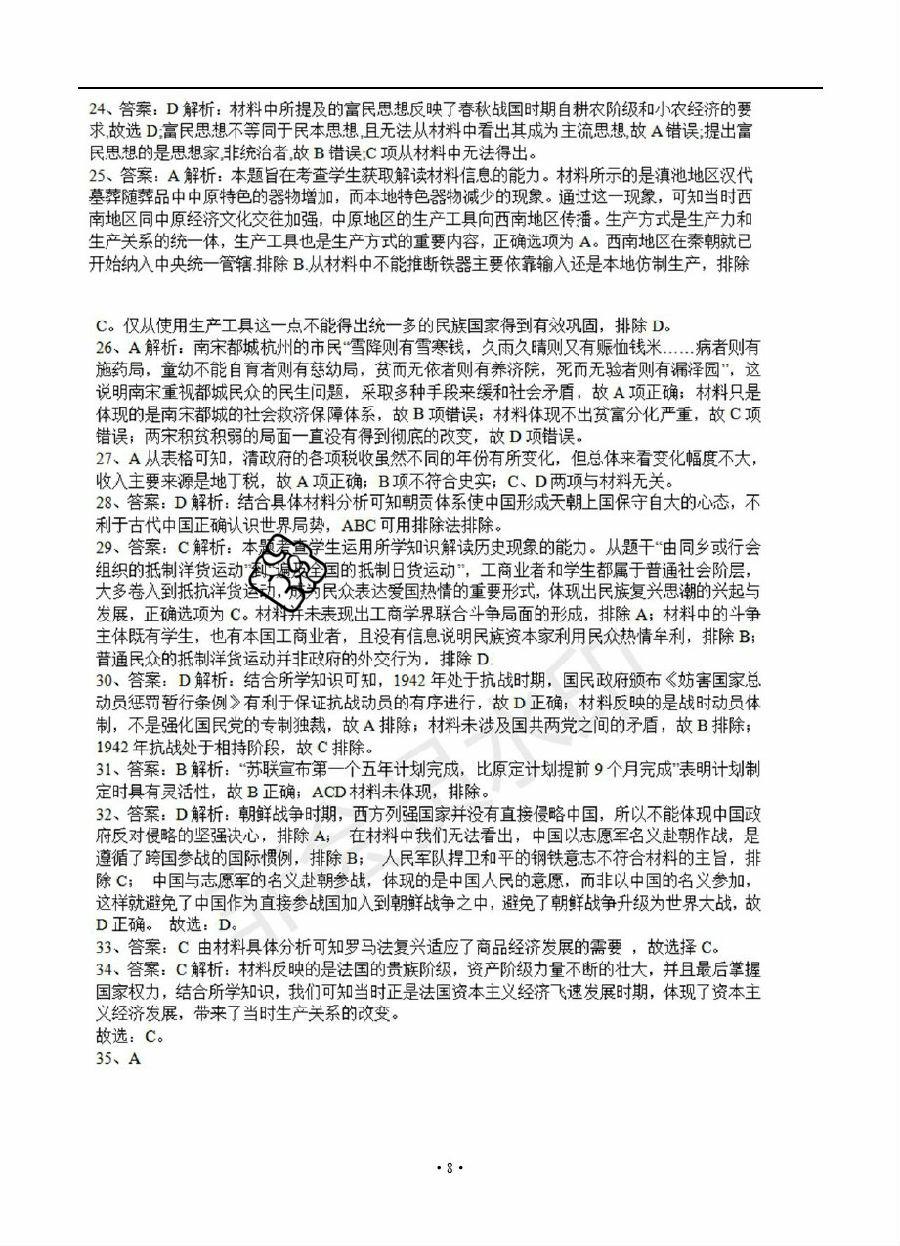 24、答案：D 解析：材料中所提及的富民思想反映了春秋战国时期自耕农阶级和小农经济的要
求,故选 D;富民思想不等同于民本思想,且无法从材料中看出其成为主流思想,故 A 错误;提出富
民思想的是思想家,非统治者,故 B 错误;C 项从材料中无法得出。
25、答案：A 解析：本题旨在考查学生获取解读材料信息的能力。材料所示的是滇池地区汉代
墓葬随葬品中中原特色的器物增加，而本地特色器物减少的现象。通过这一现象，可知当时西
南地区同中原经济文化交往加强，中原地区的生产工具向西南地区传播。生产方式是生产力和
生产关系的统一体，生产工具也是生产方式的重要内容，正确选项为 A。西南地区在秦朝就已
开始纳入中央统一管辖.排除 B.从材料中不能推断铁器主要依靠输入还是本地仿制生产，排除
C。仅从使用生产工具这一点不能得出统一多的民族国家得到有效巩固，排除 D。
26、A 解析：南宋都城杭州的市民“雪降则有雪寒钱，久雨久晴则又有赈恤钱米……病者则有
施药局，童幼不能自育者则有慈幼局，贫而无依者则有养济院，死而无殓者则有漏泽园”，这
说明南宋重视都城民众的民生问题，采取多种手段来缓和社会矛盾，故 A 项正确；材料只是
体现的是南宋都城的社会救济保障体系，故 B 项错误；材料体现不出贫富分化严重，故 C 项
错误；两宋积贫积弱的局面一直没有得到彻底的改变，故 D 项错误。
27、A 从表格可知，清政府的各项税收虽然不同的年份有所变化，但总体来看变化幅度不大，
收入主要来源是地丁税，故 A 项正确；B 项不符合史实；C、D 两项与材料无关。
28、答案：D 解析：结合具体材料分析可知朝贡体系使中国形成天朝上国保守自大的心态，不
利于古代中国正确认识世界局势，ABC 可用排除法排除。
29、答案：C 解析：本题考查学生运用所学知识解读历史现象的能力。从题干“由同乡或行会
组织的抵制洋货运动”到“遍及全国的抵制日货运动”，工商业者和学生都属于普通社会阶层，
大多卷入到抵抗洋货运动，成为民众表达爱国热情的重要形式，体现出民族复兴思潮的兴起与
发展，正确选项为 C。材料并未表现出工商学界联合斗争局面的形成，排除 A；材料中的斗争
主体既有学生，也有本国工商业者，且没有信息说明民族资本家利用民众热情牟利，排除 B；
普通民众的抵制洋货运动并非政府的外交行为．排除 D.
30、答案：D 解析：结合所学知识可知，1942 年处于抗战时期，国民政府颁布《妨害国家总
动员惩罚暂行条例》有利于保证抗战动员的有序进行，故 D 正确；材料反映的是战时动员体
制，不是强化国民党的专制独裁，故 A 排除；材料未涉及国共两党之间的矛盾，故 B 排除；
1942 年抗战处于相持阶段，故 C 排除。
31、答案：B 解析：“苏联宣布第一个五年计划完成，比原定计划提前 9 个月完成”表明计划制
定时具有灵活性，故 B 正确；ACD 材料未体现，排除。
32、答案：D 解析：朝鲜战争时期，西方列强国家并没有直接侵略中国，所以不能体现中国政
府反对侵略的坚强决心，排除 A； 在材料中我们无法看出，中国以志愿军名义赴朝作战，是
遵循了跨国参战的国际惯例，排除 B； 人民军队捍卫和平的钢铁意志不符合材料的主旨，排
除 C； 中国与志愿军的名义赴朝参战，体现的是中国人民的意愿，而非以中国的名义参加，
这样就避免了中国作为直接参战国加入到朝鲜战争之中，避免了朝鲜战争升级为世界大战，故
D 正确。 故选：D。
33、答案：C 由材料具体分析可知罗马法复兴适应了商品经济发展的需要 ，故选择 C。
34、答案：C 解析：材料反映的是法国的贵族阶级，资产阶级力量不断的壮大，并且最后掌握
国家权力，结合所学知识，我们可知当时正是法国资本主义经济飞速发展时期，体现了资本主
义经济发展，带来了当时生产关系的改变。
故选：C。
35、A
非会员水印
·8·